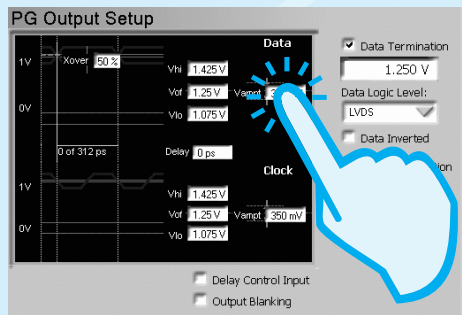 PG Output Setup
Data
1V
Xover 50 %
Vhi 1.425 V
Vof 1.25 V
Vampt
0V
Vlo 1.075 V
0 of 312 ps
Delay 0 ps
Clock
1V
Vhi 1.425 V
Vof 1.25 V
Vampt 350 mV
0V
Vlo 1.075 V
Data Termination
1.250 V
Data Logic Level:
LVDS
Data Inverted
Delay Control Input
Output Blanking